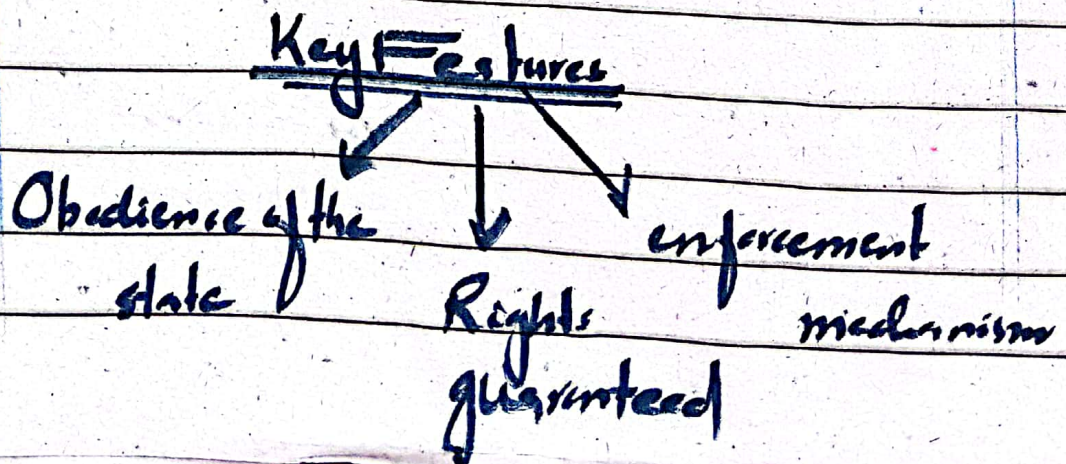 Key Features
Obedience of the
state
Rights
guaranteed
enforcement
mechanism